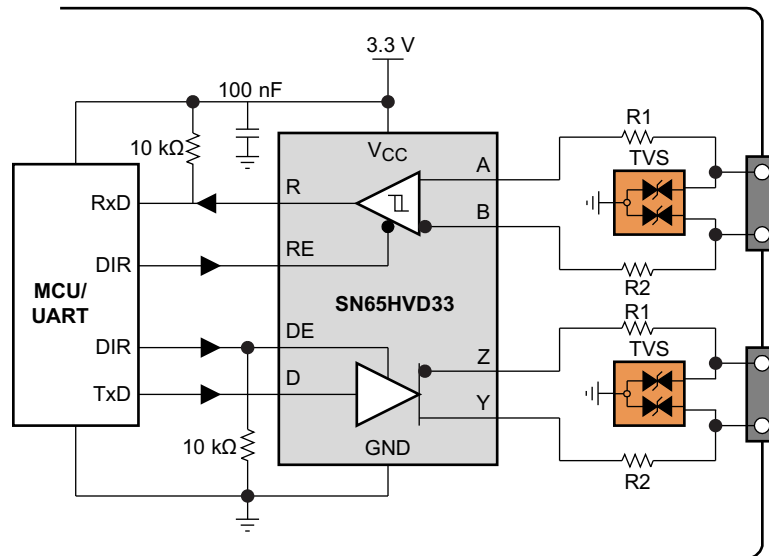 3.3 V
100 nF
10 kΩ
VCC
R1
TVS
A
R
RxD
B
DIR
RE
MCU/
UART
SN65HVD33
R2
R1
TVS
DIR
DE
Z
TxD
D
Y
10 kΩ
GND
R2